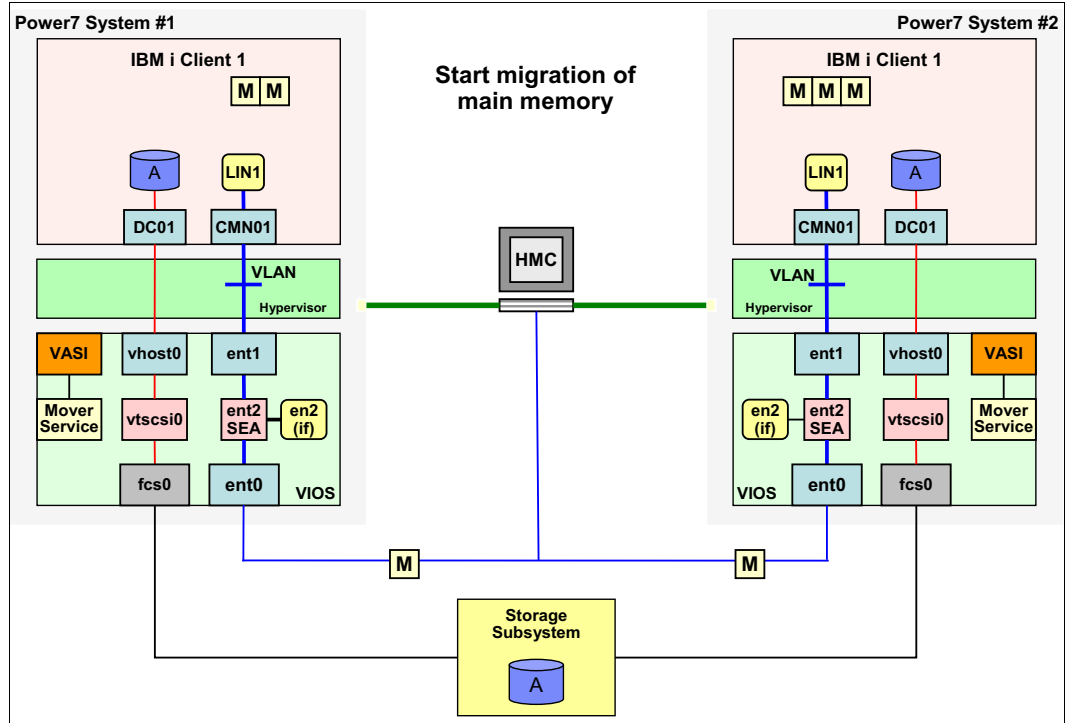 Power7 System #1
IBM i Client 1
M M
A
LIN1
DC01
CMN01
VLAN
Hypervisor
VASI
vhost0
ent1
Mover
Service
vtscsi0
ent2
SEA
en2
(if)
fcs0
ent0
VIOS
Start migration of
main memory
HMC
Power7 System #2
IBM i Client 1
M M M
LIN1
A
CMN01
DC01
VLAN
Hypervisor
ent1
vhost0
VASI
en2
(if)
ent2
SEA
vtscsi0
Mover
Service
VIOS
ent0
fcs0
M
M
Storage
Subsystem
A